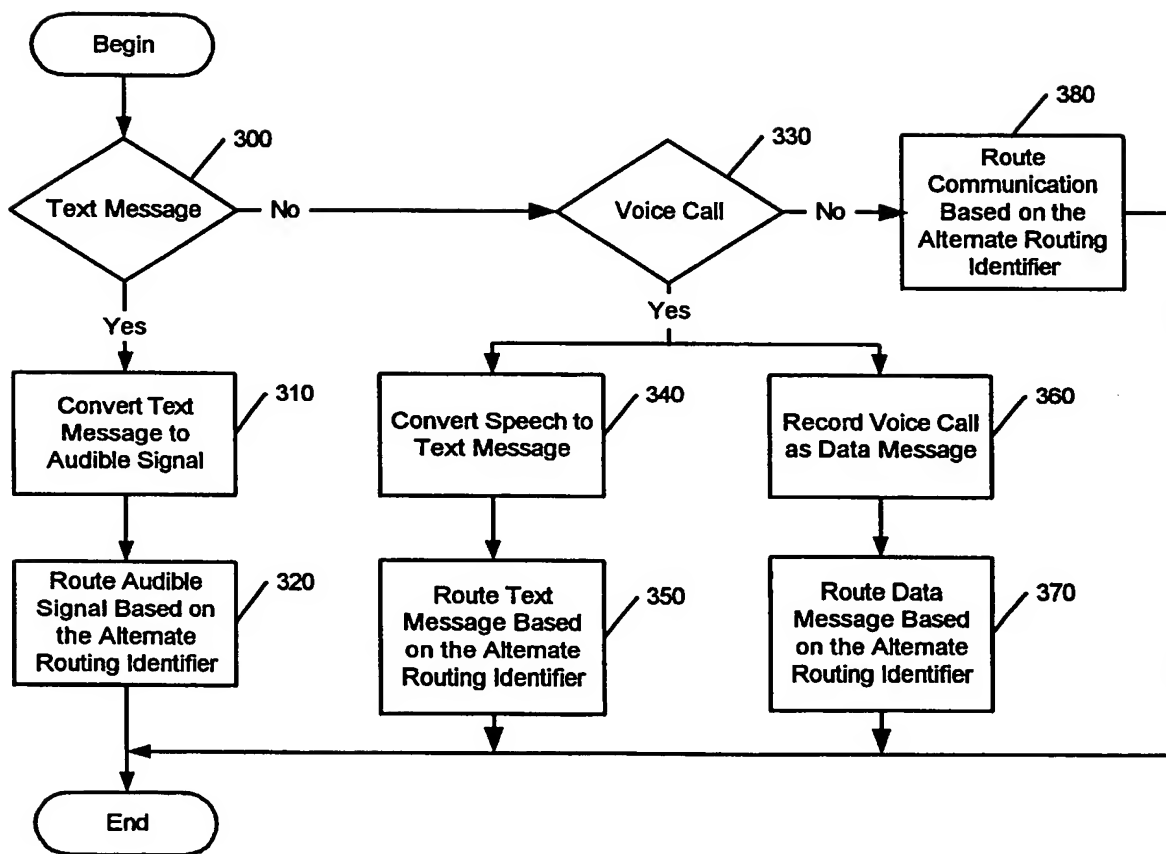 Begin
300
Text Message
No
330
Voice Call
No
380
Route
Communication
Based on the
Alternate Routing
Identifier
Yes
Yes
310
Convert Text
Message to
Audible Signal
340
Convert Speech to
Text Message
360
Record Voice Call
as Data Message
320
Route Audible
Signal Based on
the Alternate
Routing Identifier
350
Route Text
Message Based
on the Alternate
Routing Identifier
370
Route Data
Message Based
on the Alternate
Routing Identifier
End